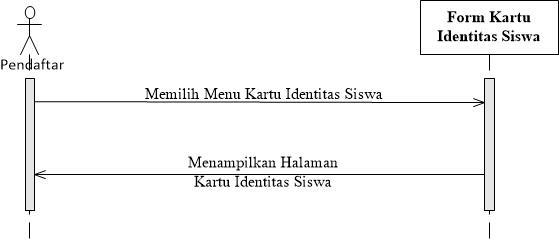 Form Kartu
Identitas Siswa
Pendaftar
Memilih Menu Kartu Identitas Siswa
Menampilkan Halaman
Kartu Identitas Siswa